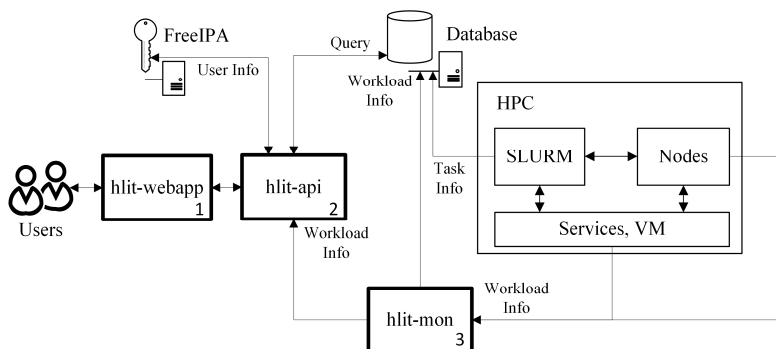 FreeIPA
User Info
Query
Database
Workload
Info
HPC
SLURM
Nodes
Services, VM
Task
Info
Users
hlit-webapp
1
hlit-api
2
Workload
Info
hlit-mon
3
Workload
Info